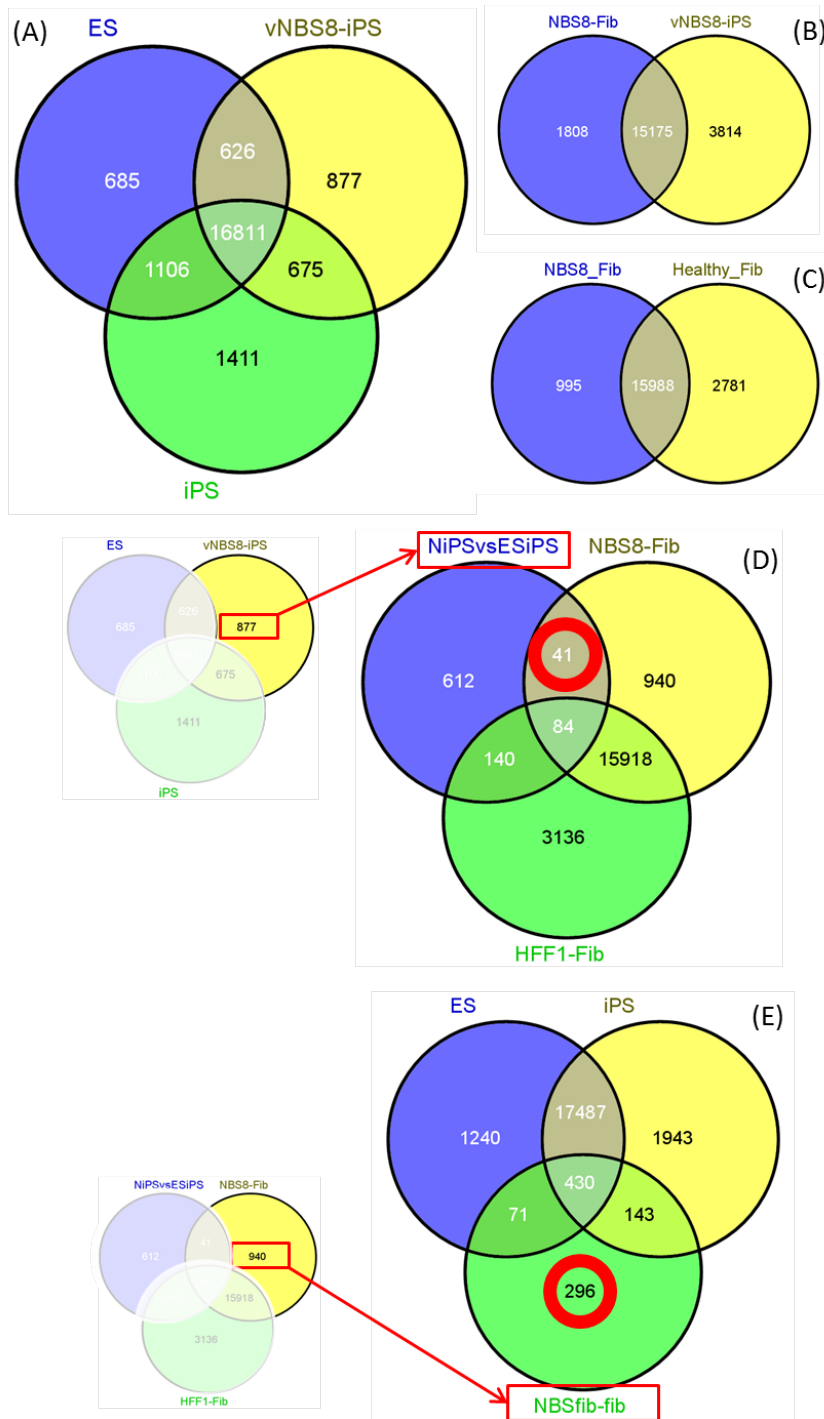 (A)
ES
vNBS8-iPS
685
626
877
16811
1106
675
1411
iPS
NBS8-Fib
vNBS8-iPS
(B)
1808
15175
3814
NBS8_Fib
Healthy_Fib
(C)
995
15988
2781
ES
vNBS8-iPS
685
626
877
675
1411
iPS
NiPSvsESiPS
NBS8-Fib
(D)
612
41
940
84
140
15918
3136
HFF1-Fib
ES
iPS
(E)
1240
17487
1943
430
71
143
296
NBSfib-fib
NiPSvsESiPS
NBS8-Fib
612
41
940
15918
3136
HFF1-Fib